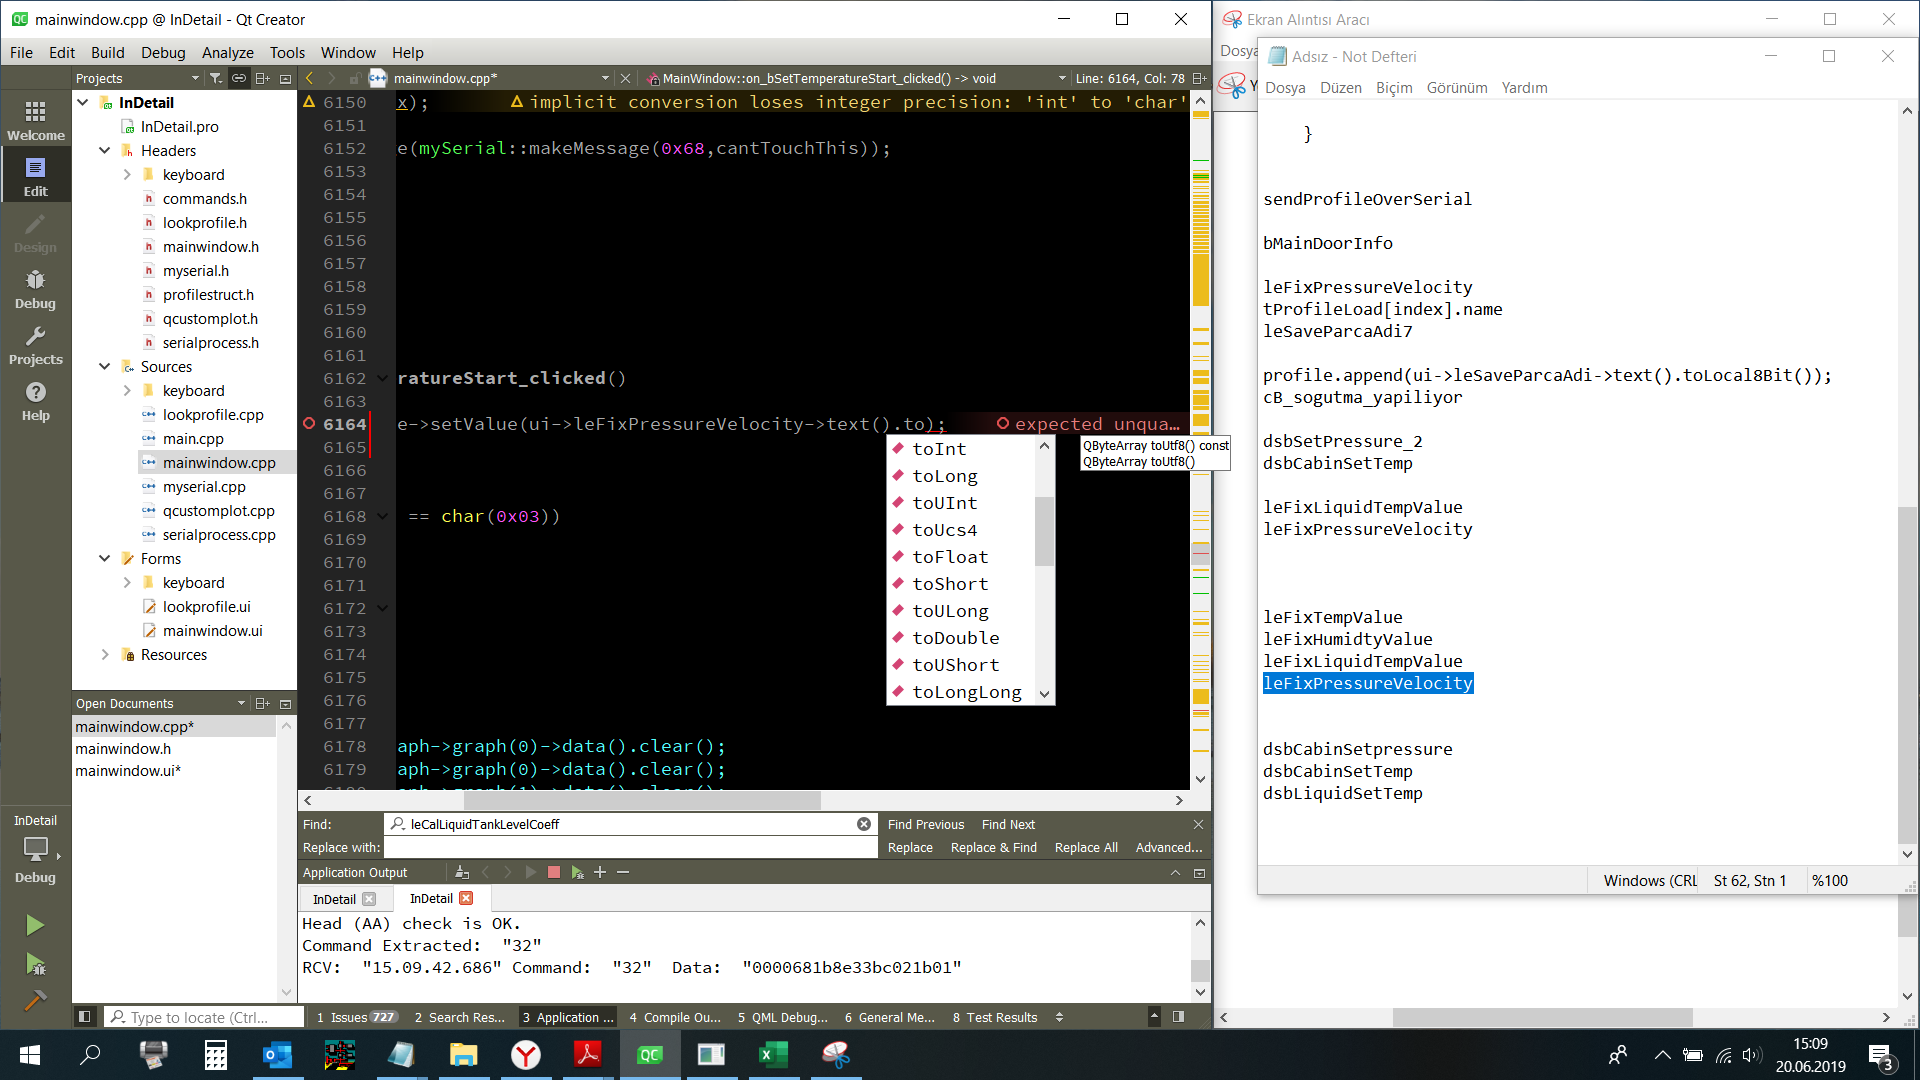 mainwindow.cpp @ InDetail - Qt Creator
File Edit Build Debug Analyze Tools Window Help
Projects
mainwindow.cpp*
MainWindow::on_bSetTemperatureStart_clicked() -> void
Line: 6164, Col: 78
Welcome
Edit
Design
Debug
Projects
Help
InDetail
Debug
InDetail
InDetail.pro
Headers
keyboard
commands.h
lookprofile.h
mainwindow.h
myserial.h
profilestruct.h
qcustomplot.h
serialprocess.h
Sources
keyboard
lookprofile.cpp
main.cpp
mainwindow.cpp
myserial.cpp
qcustomplot.cpp
serialprocess.cpp
Forms
keyboard
lookprofile.ui
mainwindow.ui
Resources
Open Documents
mainwindow.cpp*
mainwindow.h
mainwindow.ui*
6150 x); implicit conversion loses integer precision: 'int' to 'char'
6151
6152 e(mySerial::makeMessage(0x68,cantTouchThis));
6153
6154
6155
6156
6157
6158
6159
6160
6161
6162 ratureStart_clicked()
6163
6164 e->setValue(ui->leFixPressureVelocity->text().to); expected unqua…
6165
6166
6167
6168 == char(0x03))
6169
6170
6171
6172
6173
6174
6175
6176
6177
6178 aph->graph(0)->data().clear();
6179 aph->graph(0)->data().clear();
6180 aph->graph(1)->data().clear();
toInt
toLong
toUInt
toUcs4
toFloat
toShort
toULong
toDouble
toUShort
toLongLong
QByteArray toUtf8() const
QByteArray toUtf8()
Find: leCalLiquidTankLevelCoeff Find Previous Find Next
Replace with: Replace Replace & Find Replace All Advanced...
Application Output
InDetail InDetail
Head (AA) check is OK.
Command Extracted: "32"
RCV: "15.09.42.686" Command: "32" Data: "0000681b8e33bc021b01"
Type to locate (Ctrl...
1 Issues 727 2 Search Res... 3 Application ... 4 Compile Ou... 5 QML Debug... 6 General Me... 8 Test Results
Ekran Alıntısı Aracı
Dosya
Y
Adsız - Not Defteri
Dosya Düzen Biçim Görünüm Yardım
}
sendProfileOverSerial
bMainDoorInfo
leFixPressureVelocity
tProfileLoad[index].name
leSaveParcaAdi7
profile.append(ui->leSaveParcaAdi->text().toLocal8Bit());
cB_sogutma_yapiliyor
dsbSetPressure_2
dsbCabinSetTemp
leFixLiquidTempValue
leFixPressureVelocity
leFixTempValue
leFixHumidtyValue
leFixLiquidTempValue
leFixPressureVelocity
dsbCabinSetpressure
dsbCabinSetTemp
dsbLiquidSetTemp
Windows (CRL St 62, Stn 1 %100
15:09
20.06.2019
3